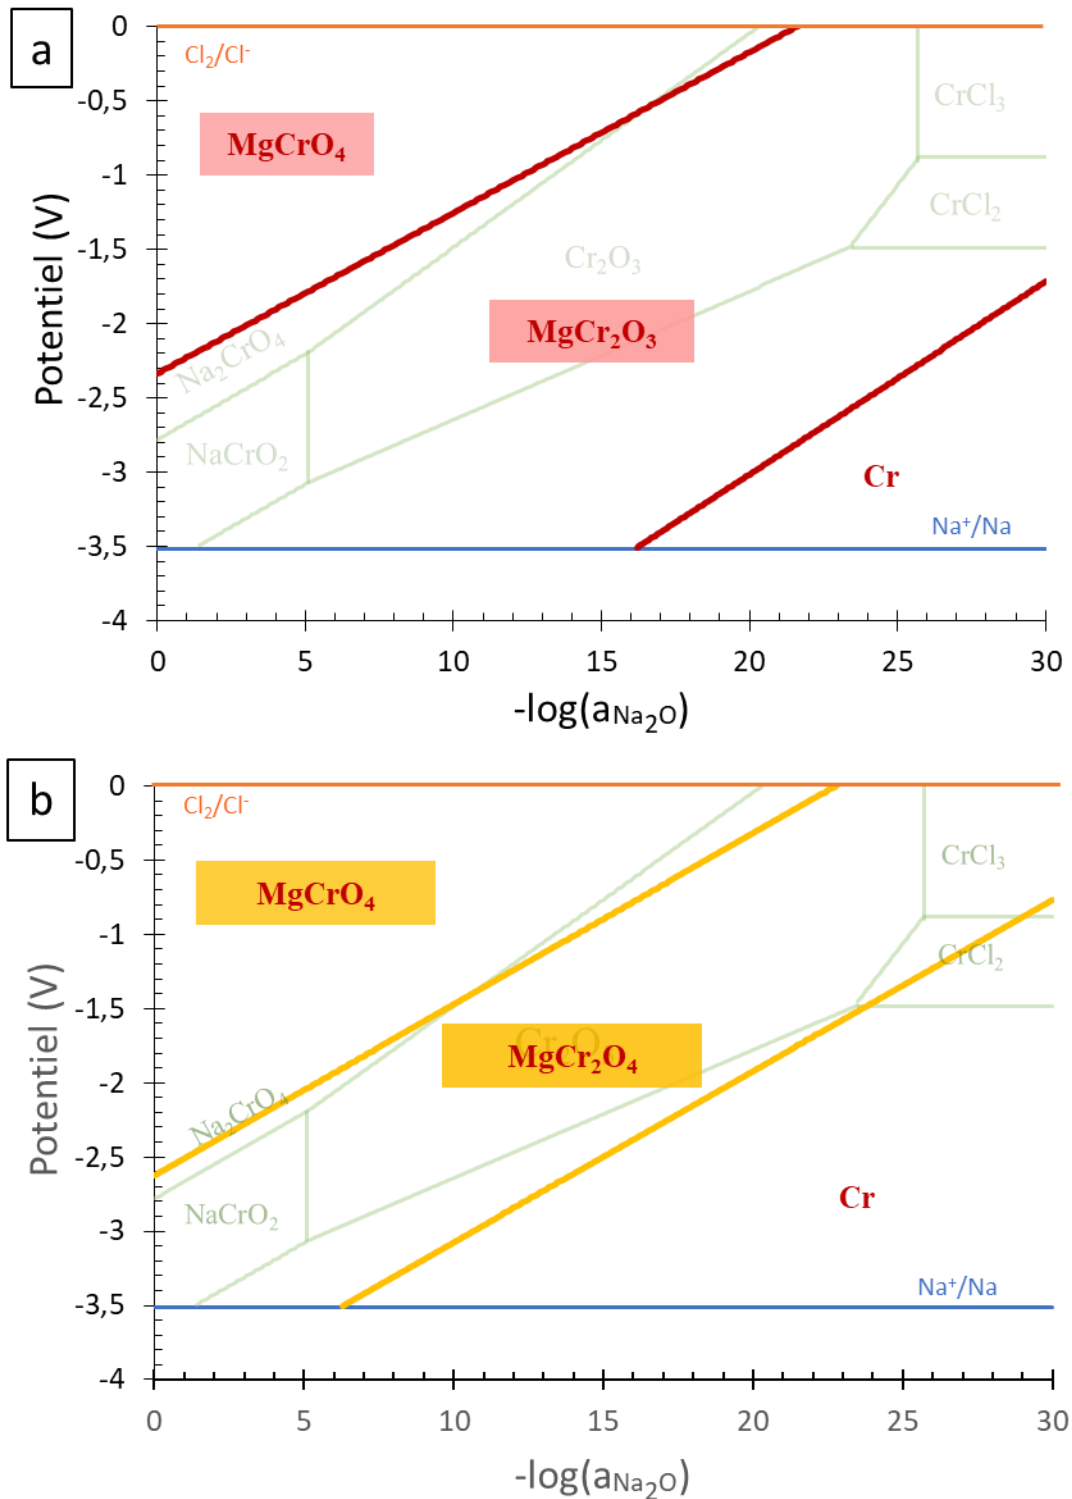 a
0
-0,5
-1
-1,5
-2
-2,5
-3
-3,5
-4
Potentiel (V)
Cl₂/Cl⁻
MgCrO₄
CrCl₃
CrCl₂
Cr₂O₃
MgCr₂O₃
Na₂CrO₄
NaCrO₂
Cr
Na⁺/Na
0 5 10 15 20 25 30
-log(aNa₂O)
b
0
-0,5
-1
-1,5
-2
-2,5
-3
-3,5
-4
Potentiel (V)
Cl₂/Cl⁻
MgCrO₄
CrCl₃
CrCl₂
Cr₂O₃
MgCr₂O₄
Na₂CrO₄
NaCrO₂
Cr
Na⁺/Na
0 5 10 15 20 25 30
-log(aNa₂O)